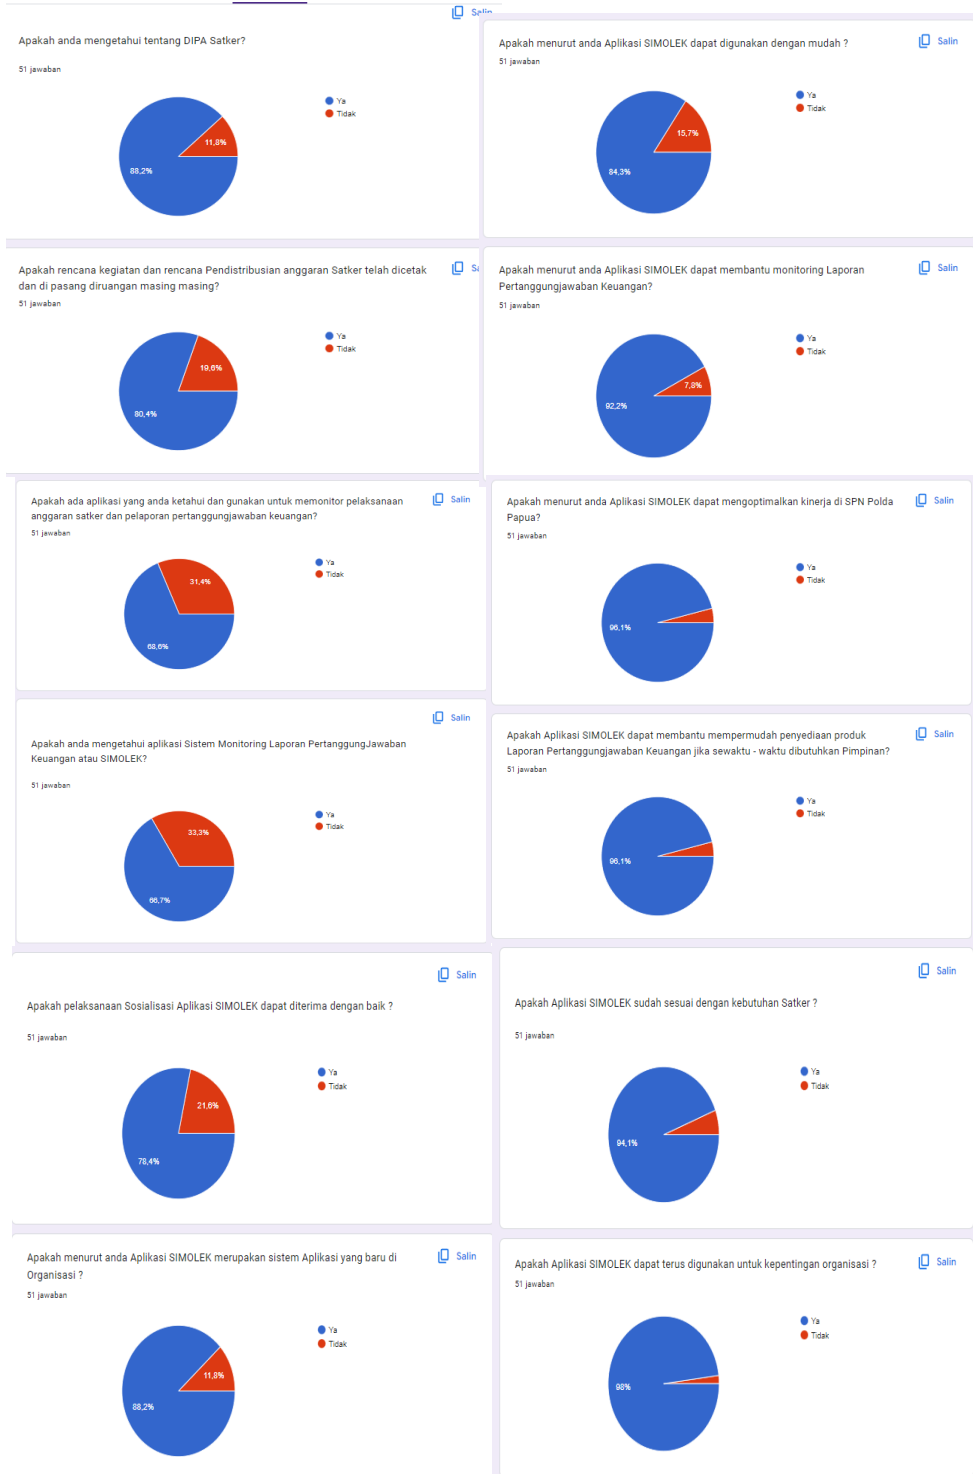 Salin
Apakah anda mengetahui tentang DIPA Satker?
51 jawaban
Ya
Tidak
11,8%
88,2%
Salin
Apakah menurut anda Aplikasi SIMOLEK dapat digunakan dengan mudah ?
51 jawaban
Ya
Tidak
15,7%
84,3%
Apakah rencana kegiatan dan rencana Pendistribusian anggaran Satker telah dicetak
dan di pasang diruangan masing masing?
51 jawaban
Ya
Tidak
19,6%
80,4%
Salin
Apakah menurut anda Aplikasi SIMOLEK dapat membantu monitoring Laporan
Pertanggungjawaban Keuangan?
51 jawaban
Ya
Tidak
7,8%
92,2%
Salin
Apakah ada aplikasi yang anda ketahui dan gunakan untuk memonitor pelaksanaan
anggaran satker dan pelaporan pertanggungjawaban keuangan?
51 jawaban
Ya
Tidak
31,4%
68,6%
Salin
Apakah menurut anda Aplikasi SIMOLEK dapat mengoptimalkan kinerja di SPN Polda
Papua?
51 jawaban
Ya
Tidak
96,1%
Salin
Apakah anda mengetahui aplikasi Sistem Monitoring Laporan PertanggungJawaban
Keuangan atau SIMOLEK?
51 jawaban
Ya
Tidak
33,3%
66,7%
Salin
Apakah Aplikasi SIMOLEK dapat membantu mempermudah penyediaan produk
Laporan Pertanggungjawaban Keuangan jika sewaktu - waktu dibutuhkan Pimpinan?
51 jawaban
Ya
Tidak
96,1%
Salin
Apakah pelaksanaan Sosialisasi Aplikasi SIMOLEK dapat diterima dengan baik ?
51 jawaban
Ya
Tidak
21,6%
78,4%
Salin
Apakah Aplikasi SIMOLEK sudah sesuai dengan kebutuhan Satker ?
51 jawaban
Ya
Tidak
94,1%
Salin
Apakah menurut anda Aplikasi SIMOLEK merupakan sistem Aplikasi yang baru di
Organisasi ?
51 jawaban
Ya
Tidak
11,8%
88,2%
Salin
Apakah Aplikasi SIMOLEK dapat terus digunakan untuk kepentingan organisasi ?
51 jawaban
Ya
Tidak
98%